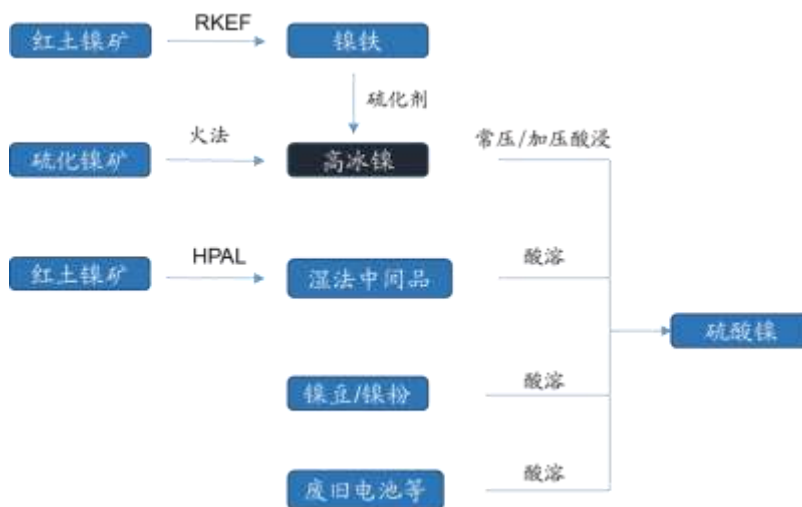 红土镍矿
RKEF
镍铁
硫化剂
硫化镍矿
火法
高冰镍
常压/加压酸浸
红土镍矿
HPAL
湿法中间品
酸溶
硫酸镍
镍豆/镍粉
酸溶
废旧电池等
酸溶